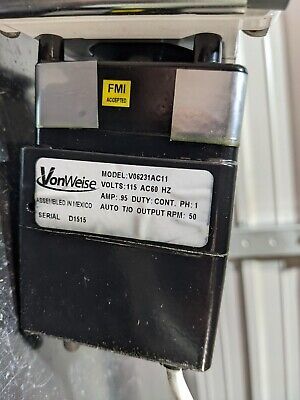 FMI
ACCEPTED
VonWeise
ASSEMBLED IN MEXICO
SERIAL D1515
MODEL: V06231AC11
VOLTS: 115 AC60 HZ
AMP: .95 DUTY: CONT. PH: 1
AUTO T/O OUTPUT RPM: 50